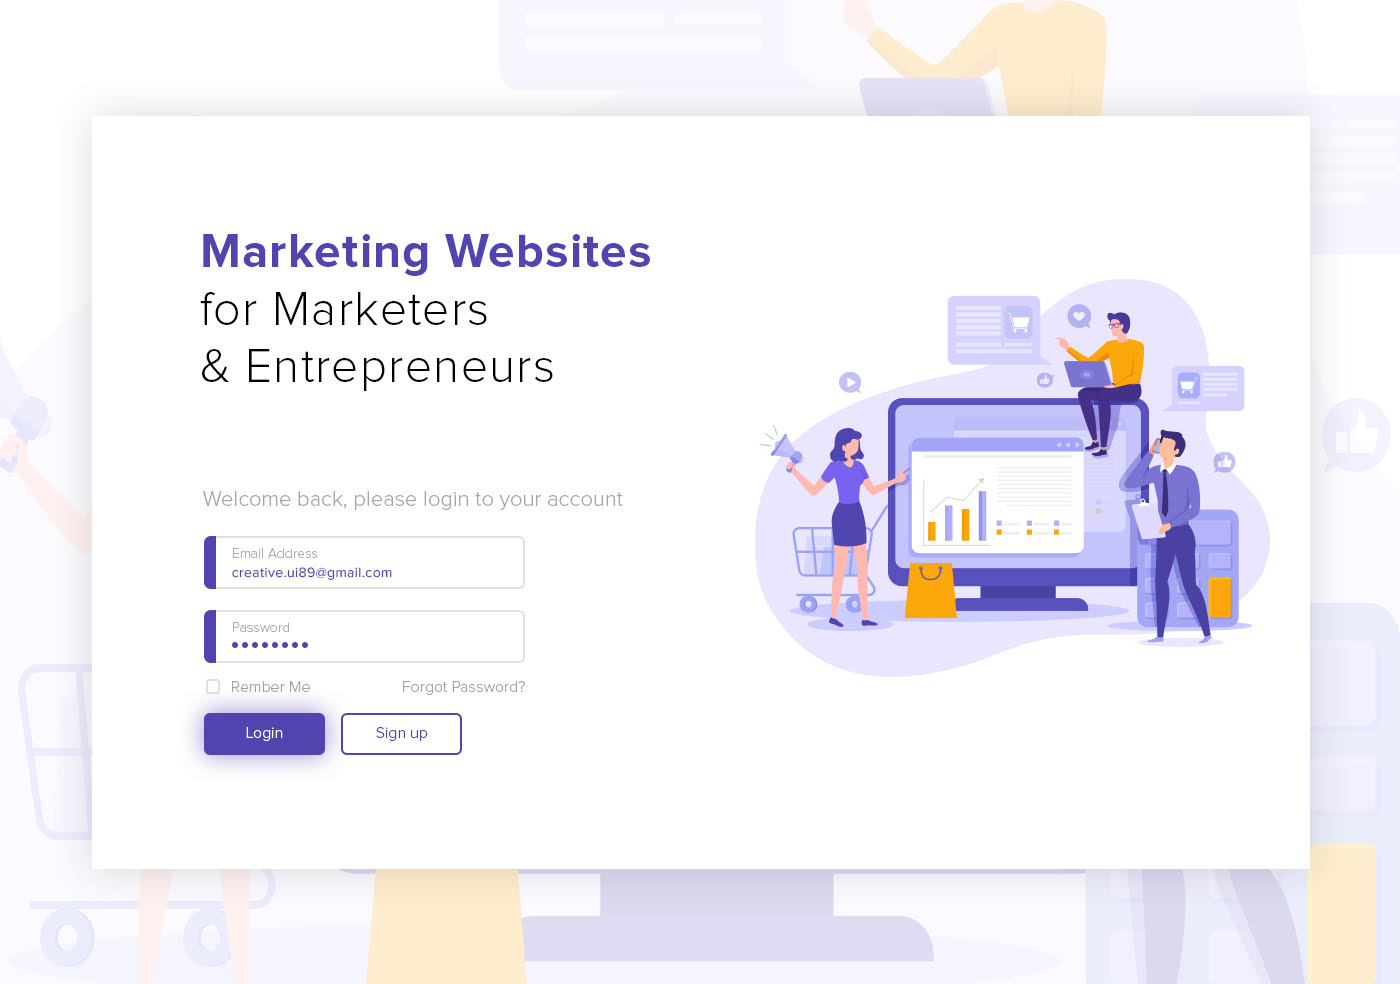 Marketing Websites
for Marketers
& Entrepreneurs
Welcome back, please login to your account
Email Address
creative.ui89@gmail.com
Password
Rember Me
Forgot Password?
Login
Sign up